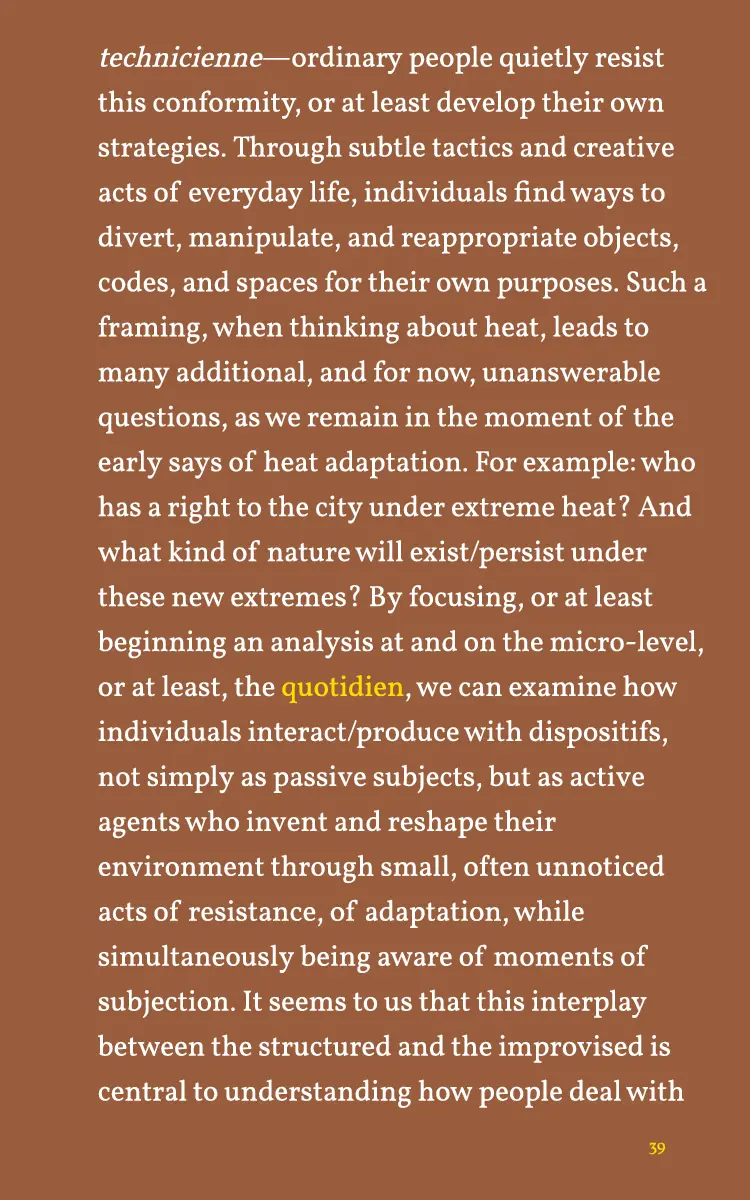 technicienne—ordinary people quietly resist
this conformity, or at least develop their own
strategies. Through subtle tactics and creative
acts of everyday life, individuals find ways to
divert, manipulate, and reappropriate objects,
codes, and spaces for their own purposes. Such a
framing, when thinking about heat, leads to
many additional, and for now, unanswerable
questions, as we remain in the moment of the
early says of heat adaptation. For example: who
has a right to the city under extreme heat? And
what kind of nature will exist/persist under
these new extremes? By focusing, or at least
beginning an analysis at and on the micro-level,
or at least, the quotidien, we can examine how
individuals interact/produce with dispositifs,
not simply as passive subjects, but as active
agents who invent and reshape their
environment through small, often unnoticed
acts of resistance, of adaptation, while
simultaneously being aware of moments of
subjection. It seems to us that this interplay
between the structured and the improvised is
central to understanding how people deal with
39